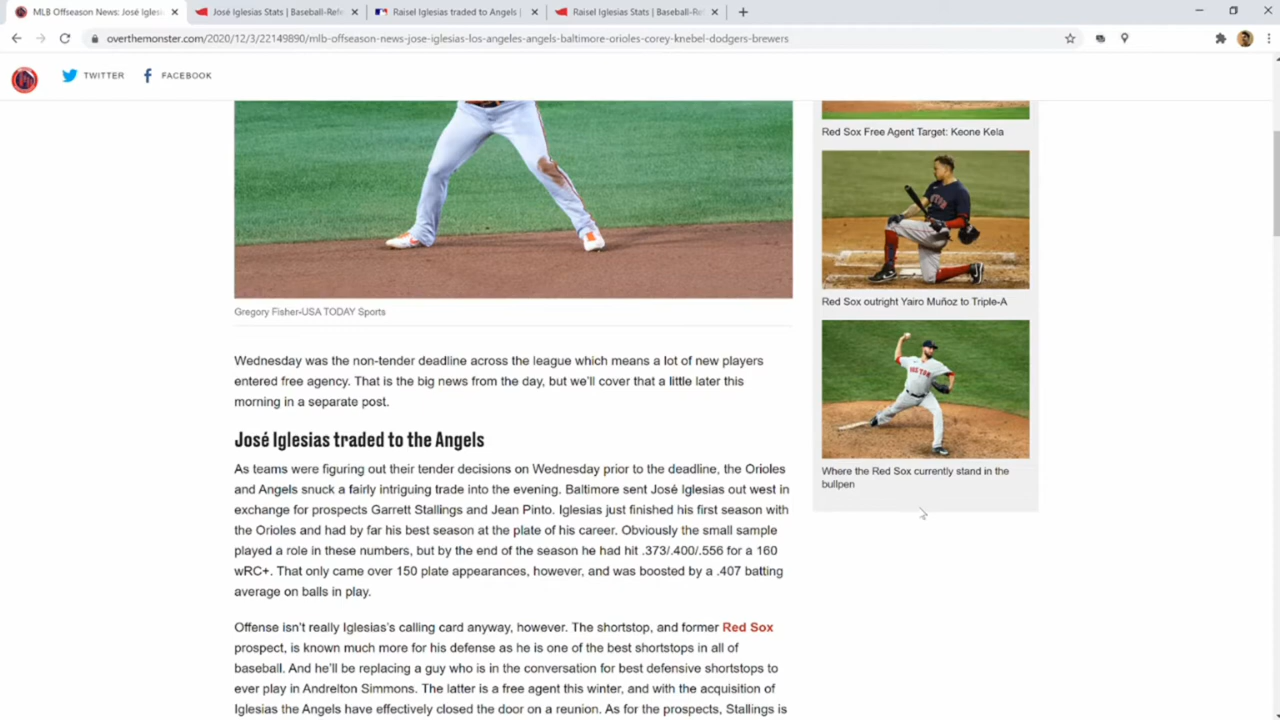 MLB Offseason News: José Iglesi
José Iglesias Stats | Baseball-Refe
Raisel Iglesias traded to Angels |
Raisel Iglesias Stats | Baseball-Re
overthemonster.com/2020/12/3/22149890/mlb-offseason-news-jose-iglesias-los-angeles-angels-baltimore-orioles-corey-knebel-dodgers-brewers
TWITTER
FACEBOOK
Gregory Fisher-USA TODAY Sports
Wednesday was the non-tender deadline across the league which means a lot of new players
entered free agency. That is the big news from the day, but we’ll cover that a little later this
morning in a separate post.
José Iglesias traded to the Angels
As teams were figuring out their tender decisions on Wednesday prior to the deadline, the Orioles
and Angels snuck a fairly intriguing trade into the evening. Baltimore sent José Iglesias out west in
exchange for prospects Garrett Stallings and Jean Pinto. Iglesias just finished his first season with
the Orioles and had by far his best season at the plate of his career. Obviously the small sample
played a role in these numbers, but by the end of the season he had hit .373/.400/.556 for a 160
wRC+. That only came over 150 plate appearances, however, and was boosted by a .407 batting
average on balls in play.
Offense isn’t really Iglesias’s calling card anyway, however. The shortstop, and former Red Sox
prospect, is known much more for his defense as he is one of the best shortstops in all of
baseball. And he’ll be replacing a guy who is in the conversation for best defensive shortstops to
ever play in Andrelton Simmons. The latter is a free agent this winter, and with the acquisition of
Iglesias the Angels have effectively closed the door on a reunion. As for the prospects, Stallings is
Red Sox Free Agent Target: Keone Kela
Red Sox outright Yairo Muñoz to Triple-A
Where the Red Sox currently stand in the
bullpen